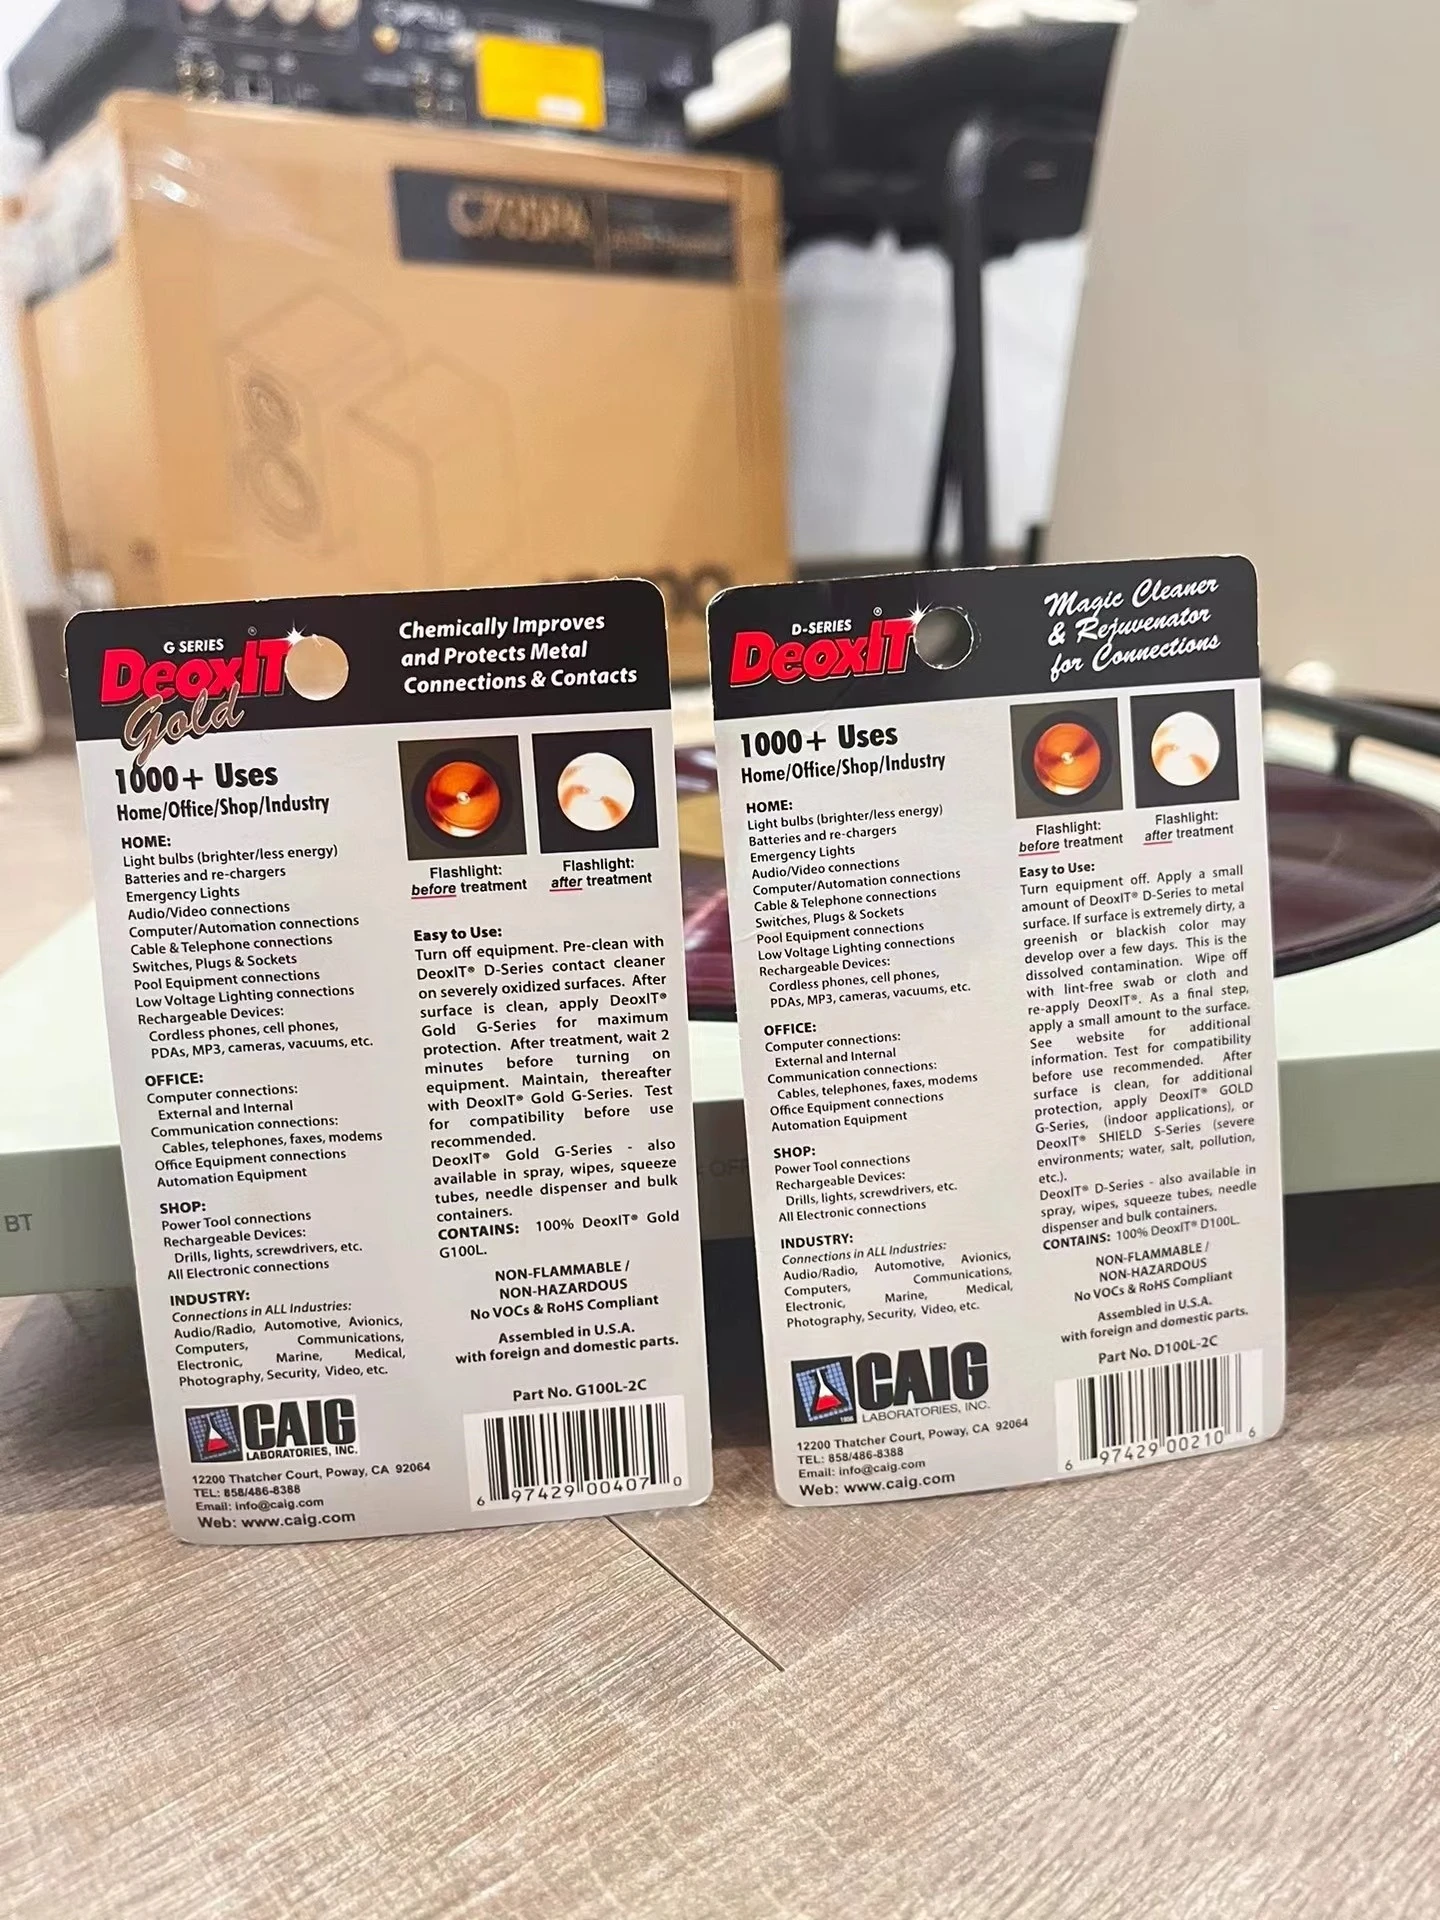 G SERIES
DeoxIT®
Gold
Chemically Improves
and Protects Metal
Connections & Contacts
1000+ Uses
Home/Office/Shop/Industry
HOME:
Light bulbs (brighter/less energy)
Batteries and re-chargers
Emergency Lights
Audio/Video connections
Computer/Automation connections
Cable & Telephone connections
Switches, Plugs & Sockets
Pool Equipment connections
Low Voltage Lighting connections
Rechargeable Devices:
Cordless phones, cell phones,
PDAs, MP3, cameras, vacuums, etc.
OFFICE:
Computer connections:
External and Internal
Communication connections:
Cables, telephones, faxes, modems
Office Equipment connections
Automation Equipment
SHOP:
Power Tool connections
Rechargeable Devices:
Drills, lights, screwdrivers, etc.
All Electronic connections
INDUSTRY:
Connections in ALL Industries:
Audio/Radio, Automotive, Avionics,
Computers, Communications,
Electronic, Marine, Medical,
Photography, Security, Video, etc.
CAIG
LABORATORIES, INC.
12200 Thatcher Court, Poway, CA 92064
TEL: 858/486-8388
Email: info@caig.com
Web: www.caig.com
Flashlight:
before treatment
Flashlight:
after treatment
Easy to Use:
Turn off equipment. Pre-clean with
DeoxIT® D-Series contact cleaner
on severely oxidized surfaces. After
surface is clean, apply DeoxIT®
Gold G-Series for maximum
protection. After treatment, wait 2
minutes before turning on
equipment. Maintain, thereafter
with DeoxIT® Gold G-Series. Test
for compatibility before use
recommended.
DeoxIT® Gold G-Series - also
available in spray, wipes, squeeze
tubes, needle dispenser and bulk
containers.
CONTAINS: 100% DeoxIT® Gold
G100L.
NON-FLAMMABLE /
NON-HAZARDOUS
No VOCs & RoHS Compliant
Assembled in U.S.A.
with foreign and domestic parts.
Part No. G100L-2C
6 97429 00407 0
D-SERIES
DeoxIT®
Magic Cleaner
& Rejuvenator
for Connections
1000+ Uses
Home/Office/Shop/Industry
HOME:
Light bulbs (brighter/less energy)
Batteries and re-chargers
Emergency Lights
Audio/Video connections
Computer/Automation connections
Cable & Telephone connections
Switches, Plugs & Sockets
Pool Equipment connections
Low Voltage Lighting connections
Rechargeable Devices:
Cordless phones, cell phones,
PDAs, MP3, cameras, vacuums, etc.
OFFICE:
Computer connections:
External and Internal
Communication connections:
Cables, telephones, faxes, modems
Office Equipment connections
Automation Equipment
SHOP:
Power Tool connections
Rechargeable Devices:
Drills, lights, screwdrivers, etc.
All Electronic connections
INDUSTRY:
Connections in ALL Industries:
Audio/Radio, Automotive, Avionics,
Computers, Communications,
Electronic, Marine, Medical,
Photography, Security, Video, etc.
CAIG
LABORATORIES, INC.
12200 Thatcher Court, Poway, CA 92064
TEL: 858/486-8388
Email: info@caig.com
Web: www.caig.com
Flashlight:
before treatment
Flashlight:
after treatment
Easy to Use:
Turn equipment off. Apply a small
amount of DeoxIT® D-Series to metal
surface. If surface is extremely dirty, a
greenish or blackish color may
develop over a few days. This is the
dissolved contamination. Wipe off
with lint-free swab or cloth and
re-apply DeoxIT®. As a final step,
apply a small amount to the surface.
See website for additional
information. Test for compatibility
before use recommended. After
surface is clean, for additional
protection, apply DeoxIT® GOLD
G-Series, (indoor applications), or
DeoxIT® SHIELD S-Series (severe
environments; water, salt, pollution,
etc.).
DeoxIT® D-Series - also available in
spray, wipes, squeeze tubes, needle
dispenser and bulk containers.
CONTAINS: 100% DeoxIT® D100L.
NON-FLAMMABLE /
NON-HAZARDOUS
No VOCs & RoHS Compliant
Assembled in U.S.A.
with foreign and domestic parts.
Part No. D100L-2C
6 97429 00210 6
BT